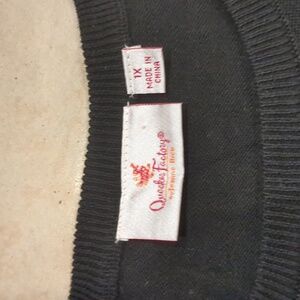 1X
MADE IN
CHINA
Quacker Factory®